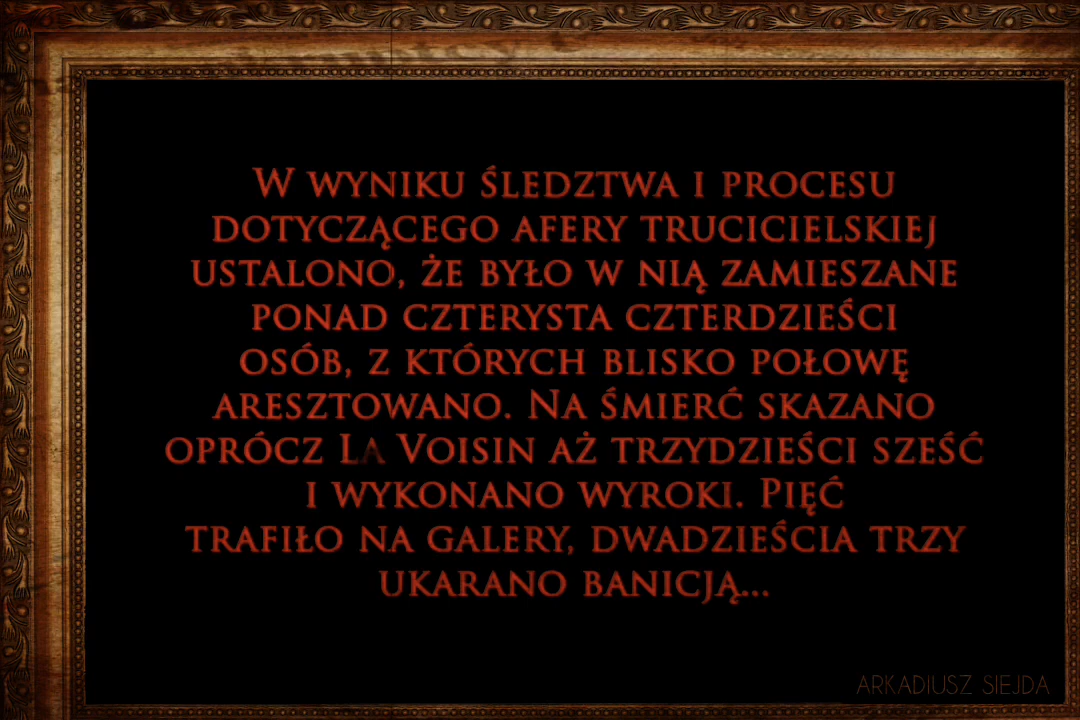 W WYNIKU ŚLEDZTWA I PROCESU
DOTYCZĄCEGO AFERY TRUCICIELSKIEJ
USTALONO, ŻE BYŁO W NIĄ ZAMIESZANE
PONAD CZTERYSTA CZTERDZIEŚCI
OSÓB, Z KTÓRYCH BLISKO POŁOWĘ
ARESZTOWANO. NA ŚMIERĆ SKAZANO
OPRÓCZ LA VOISIN AŻ TRZYDZIEŚCI SZEŚĆ
I WYKONANO WYROKI. PIĘĆ
TRAFIŁO NA GALERY, DWADZIEŚCIA TRZY
UKARANO BANICJĄ...
ARKADIUSZ SIEJDA